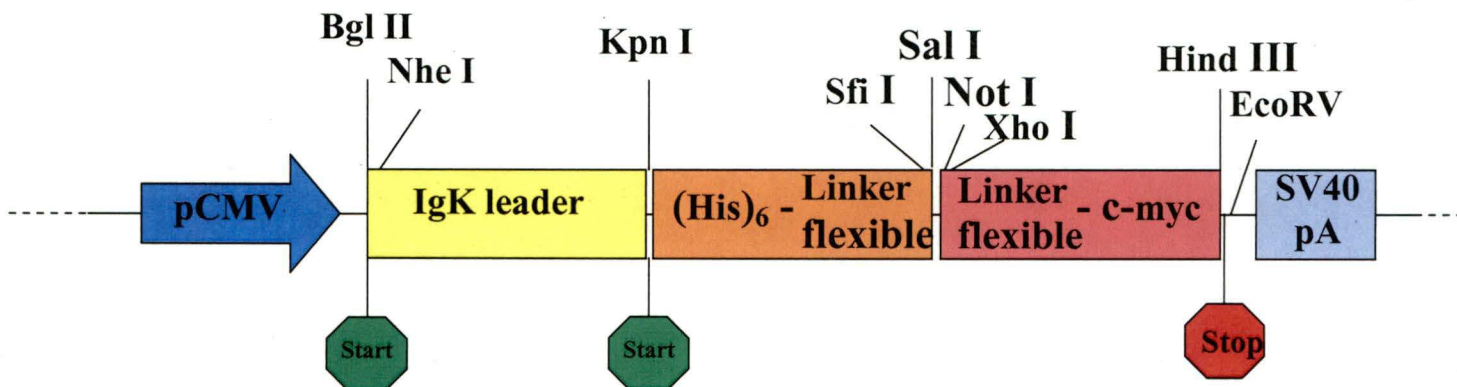 Bgl II
Nhe I
Kpn I
Sfi I
Sal I
Not I
Xho I
Hind III
EcoRV
pCMV
IgK leader
(His)₆ - Linker
flexible
Linker
flexible - c-myc
SV40
pA
Start
Start
Stop